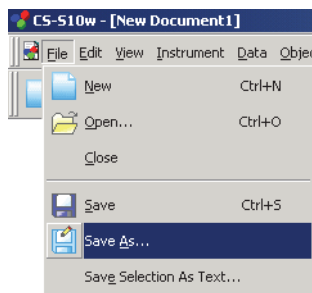 CS-S10w - [New Document1]
File Edit View Instrument Data Objec
New Ctrl+N
Open... Ctrl+O
Close
Save Ctrl+S
Save As...
Save Selection As Text...